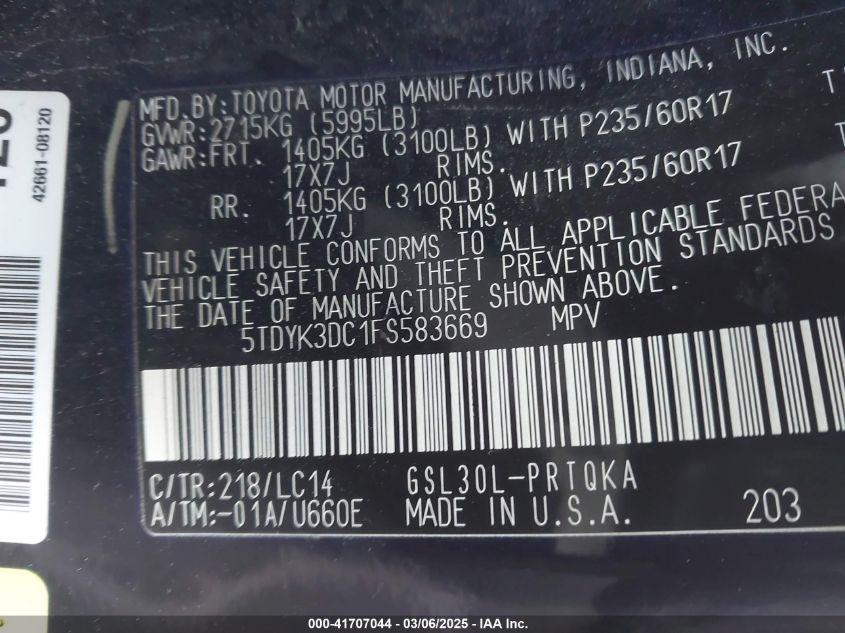 MFD. BY: TOYOTA MOTOR MANUFACTURING, INDIANA, INC.
GVWR: 2715KG (5995LB)
GAWR: FRT. 1405KG (3100LB) WITH P235/60R17
17X7J RIMS.
RR. 1405KG (3100LB) WITH P235/60R17
17X7J RIMS.
THIS VEHICLE CONFORMS TO ALL APPLICABLE FEDERA
VEHICLE SAFETY AND THEFT PREVENTION STANDARDS
THE DATE OF MANUFACTURE SHOWN ABOVE.
5TDYK3DC1FS583669 MPV
C/TR: 218/LC14 GSL30L-PRTQKA
A/TM: -01A/U660E MADE IN U.S.A. 203
42661-08120
000-41707044 / 03/06/2025 - IAA Inc.